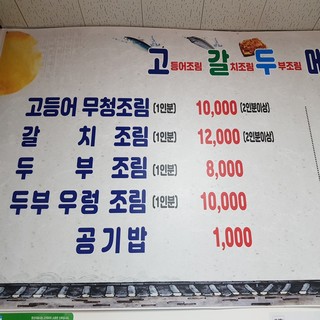 고등어조림 갈치조림 두부조림 메
고등어 무청조림(1인분) 10,000 (2인분이상)
갈 치 조림(1인분) 12,000 (2인분이상)
두 부 조림(1인분) 8,000
두부 우렁 조림(1인분) 10,000
공기밥 1,000